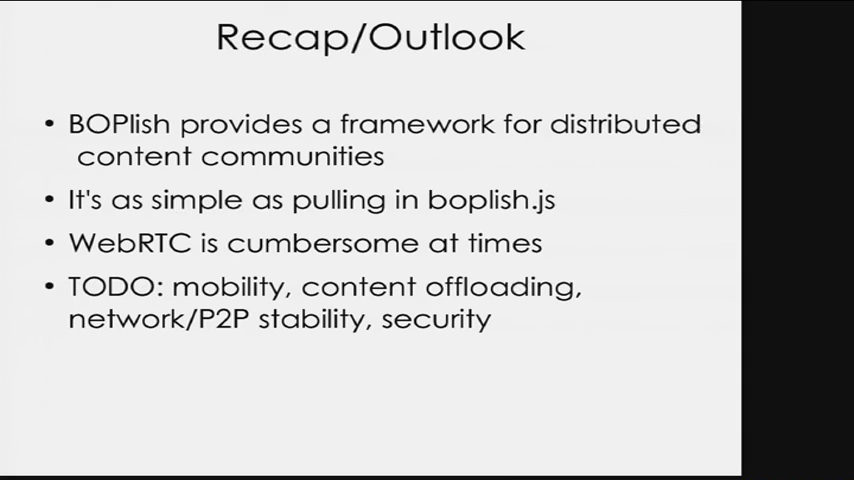 Recap/Outlook
• BOPlish provides a framework for distributed
content communities
• It's as simple as pulling in boplish.js
• WebRTC is cumbersome at times
• TODO: mobility, content offloading,
network/P2P stability, security